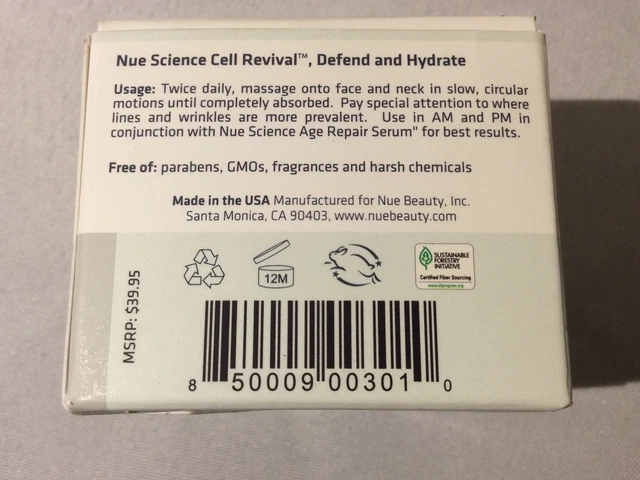 Nue Science Cell Revival™, Defend and Hydrate
Usage: Twice daily, massage onto face and neck in slow, circular
motions until completely absorbed. Pay special attention to where
lines and wrinkles are more prevalent. Use in AM and PM in
conjunction with Nue Science Age Repair Serum" for best results.
Free of: parabens, GMOs, fragrances and harsh chemicals
Made in the USA Manufactured for Nue Beauty, Inc.
Santa Monica, CA 90403, www.nuebeauty.com
MSRP: $39.95
12M
SUSTAINABLE
FORESTRY
INITIATIVE
Certified Fiber Sourcing
www.sfiprogram.org
8 50009 00301 0